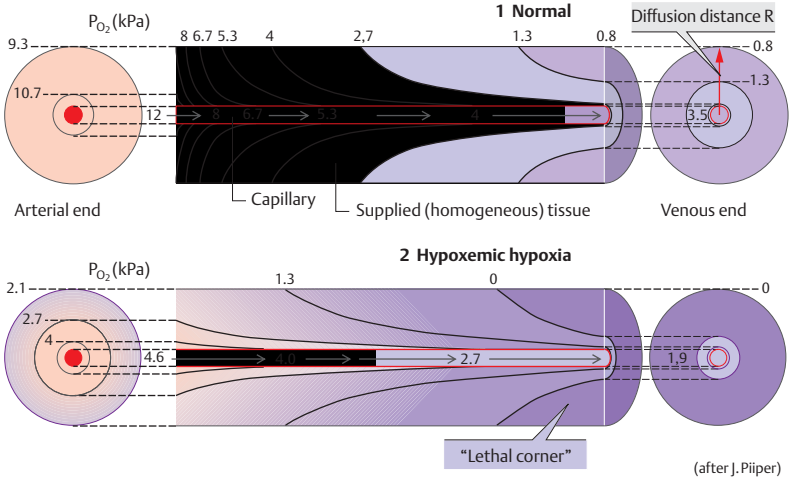 P O2 (kPa)
1 Normal
Diffusion distance R
9.3
8 6.7 5.3 4 2,7 1.3 0.8
0.8
10.7
1.3
12 8 6.7 5.3 4
3.5
Capillary
Arterial end
Supplied (homogeneous) tissue
Venous end
2 Hypoxemic hypoxia
P O2 (kPa)
1.3 0
2.1
0
2.7
4
4.6 4.0 2.7
1,9
“Lethal corner”
(after J. Piiper)